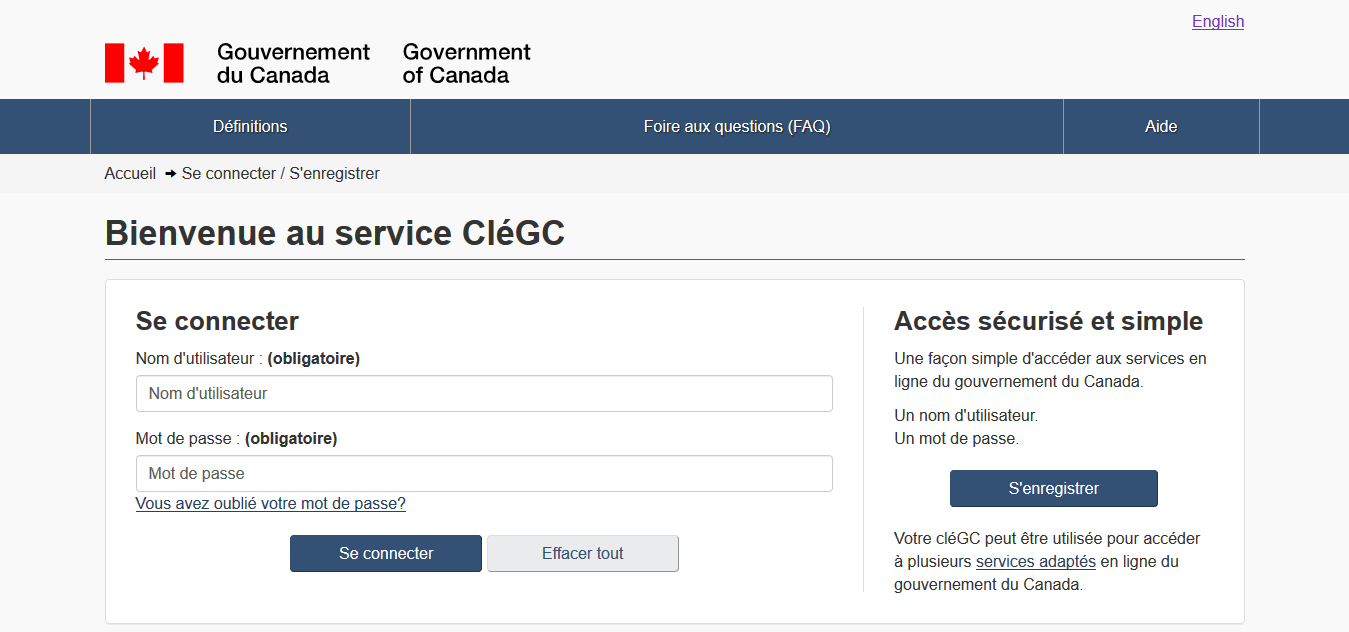 English
Gouvernement
du Canada
Government
of Canada
Définitions
Foire aux questions (FAQ)
Aide
Accueil ➜ Se connecter / S'enregistrer
Bienvenue au service CléGC
Se connecter
Nom d'utilisateur : (obligatoire)
Nom d'utilisateur
Mot de passe : (obligatoire)
Mot de passe
Vous avez oublié votre mot de passe?
Se connecter
Effacer tout
Accès sécurisé et simple
Une façon simple d'accéder aux services en
ligne du gouvernement du Canada.
Un nom d'utilisateur.
Un mot de passe.
S'enregistrer
Votre cléGC peut être utilisée pour accéder
à plusieurs services adaptés en ligne du
gouvernement du Canada.